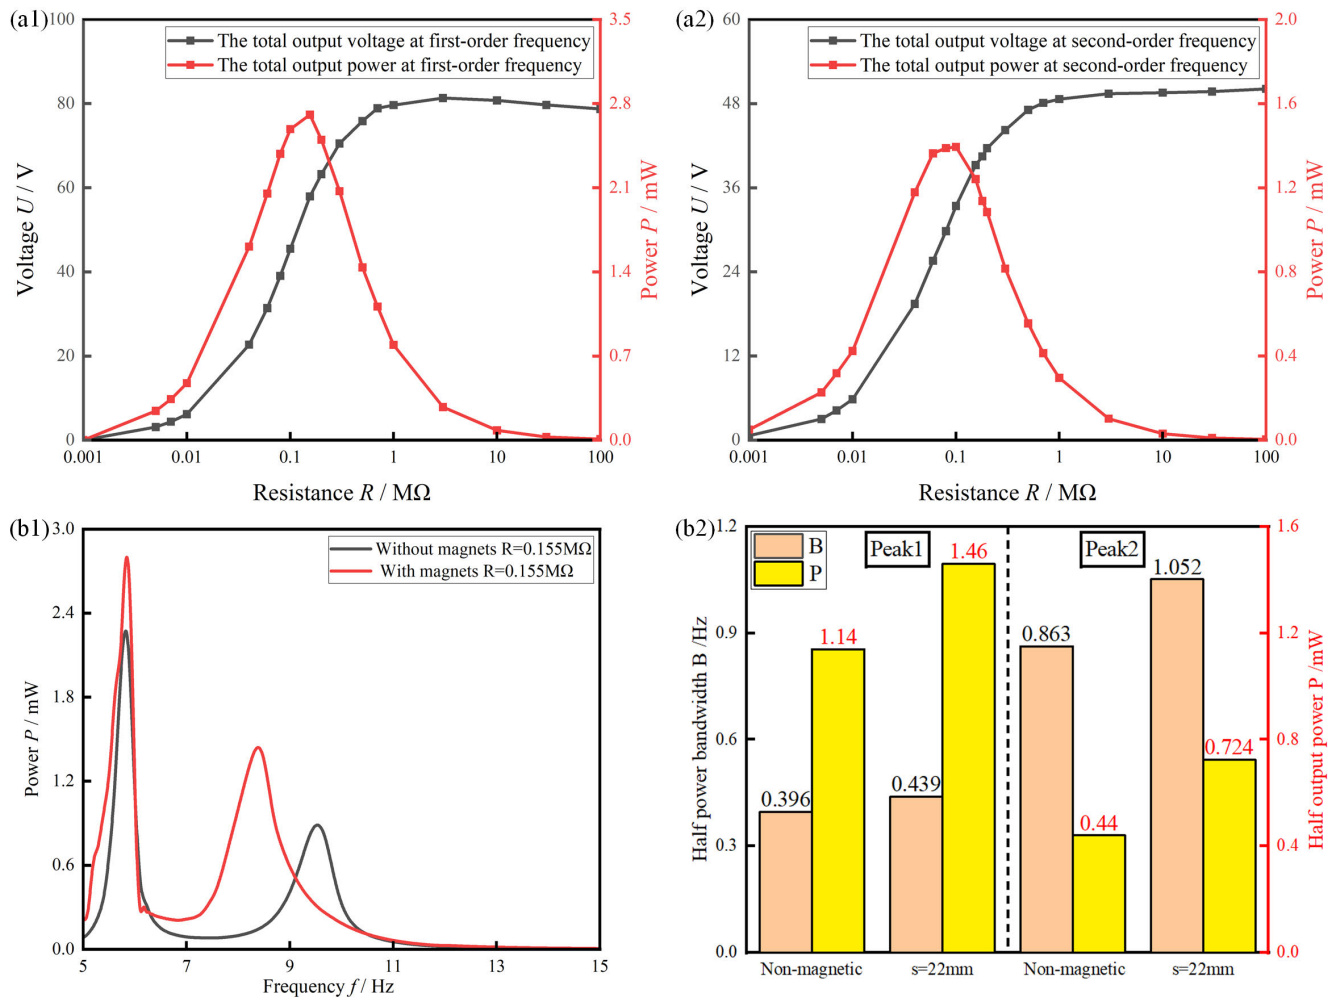 (a1)
100
80
60
40
20
0
Voltage U / V
The total output voltage at first-order frequency
The total output power at first-order frequency
3.5
2.8
2.1
1.4
0.7
0.0
Power P / mW
0.001 0.01 0.1 1 10 100
Resistance R / MΩ
(a2)
60
48
36
24
12
0
Voltage U / V
The total output voltage at second-order frequency
The total output power at second-order frequency
2.0
1.6
1.2
0.8
0.4
0.0
Power P / mW
0.001 0.01 0.1 1 10 100
Resistance R / MΩ
(b1)
3.0
2.4
1.8
1.2
0.6
0.0
Power P / mW
Without magnets R=0.155MΩ
With magnets R=0.155MΩ
5 7 9 11 13 15
Frequency f / Hz
(b2)
1.2
0.9
0.6
0.3
0.0
Half power bandwidth B /Hz
B
P
Peak1
Peak2
0.396
1.14
0.439
1.46
0.863
0.44
1.052
0.724
1.6
1.2
0.8
0.4
0.0
Half output power P /mW
Non-magnetic s=22mm Non-magnetic s=22mm